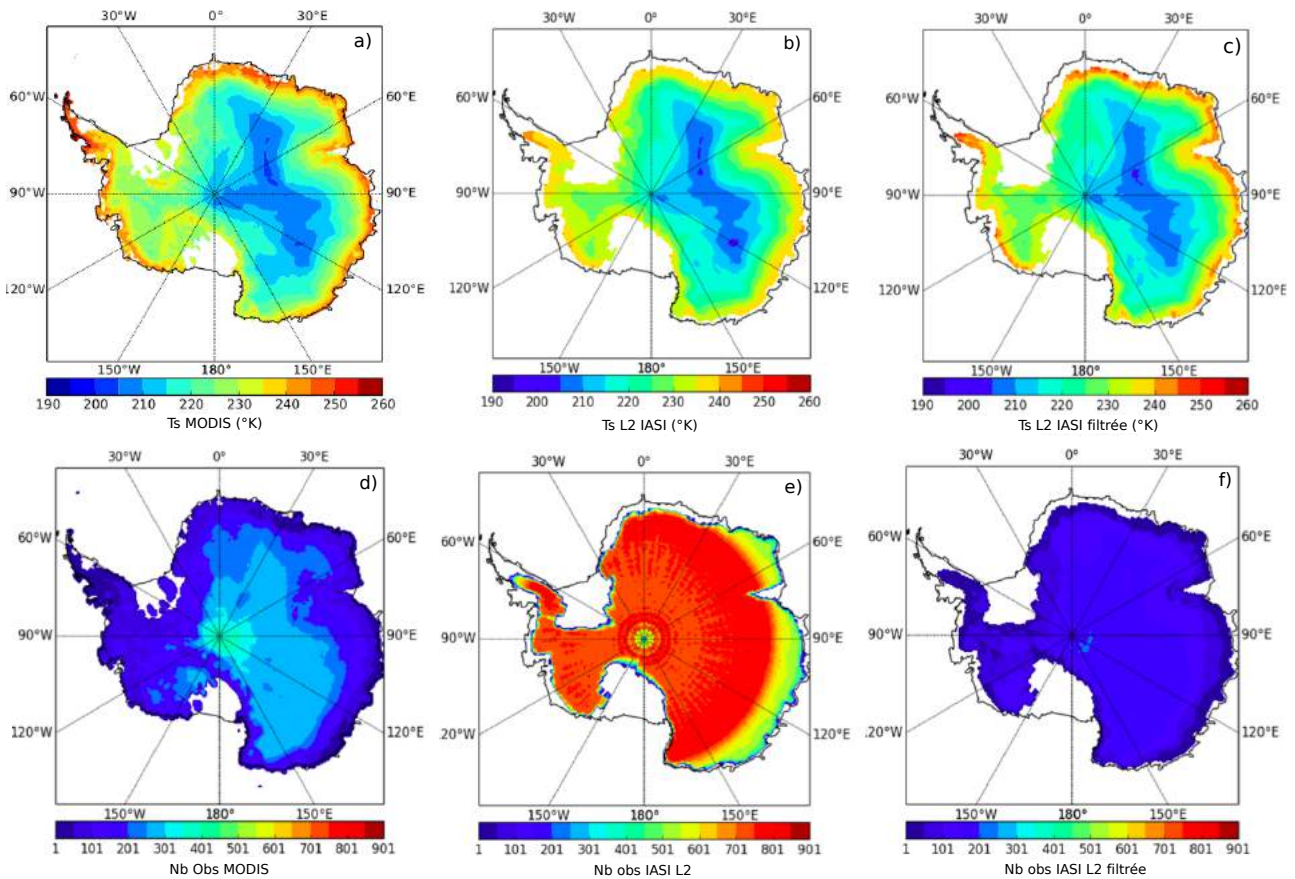 a)
30°W 0° 30°E
60°W 60°E
90°W 90°E
120°W 120°E
150°W 180° 150°E
190 200 210 220 230 240 250 260
Ts MODIS (°K)
b)
30°W 0° 30°E
60°W 60°E
90°W 90°E
120°W 120°E
150°W 180° 150°E
190 200 210 220 230 240 250 260
Ts L2 IASI (°K)
c)
30°W 0° 30°E
60°W 60°E
90°W 90°E
120°W 120°E
150°W 180° 150°E
190 200 210 220 230 240 250 260
Ts L2 IASI filtrée (°K)
d)
30°W 0° 30°E
60°W 60°E
90°W 90°E
120°W 120°E
150°W 180° 150°E
1 101 201 301 401 501 601 701 801 901
Nb Obs MODIS
e)
30°W 0° 30°E
60°W 60°E
90°W 90°E
20°W 120°E
150°W 180° 150°E
1 101 201 301 401 501 601 701 801 901
Nb obs IASI L2
f)
30°W 0° 30°E
60°W 60°E
90°W 90°E
120°W 120°E
150°W 180° 150°E
1 101 201 301 401 501 601 701 801 901
Nb obs IASI L2 filtrée